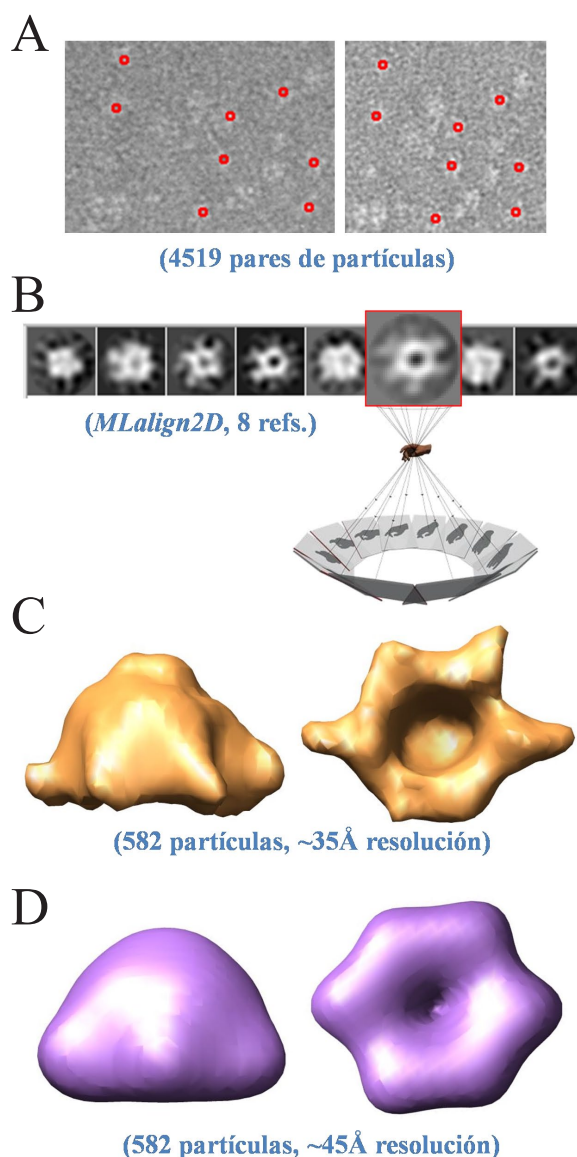 A
(4519 pares de partículas)
B
(MLalign2D, 8 refs.)
C
(582 partículas, ~35Å resolución)
D
(582 partículas, ~45Å resolución)